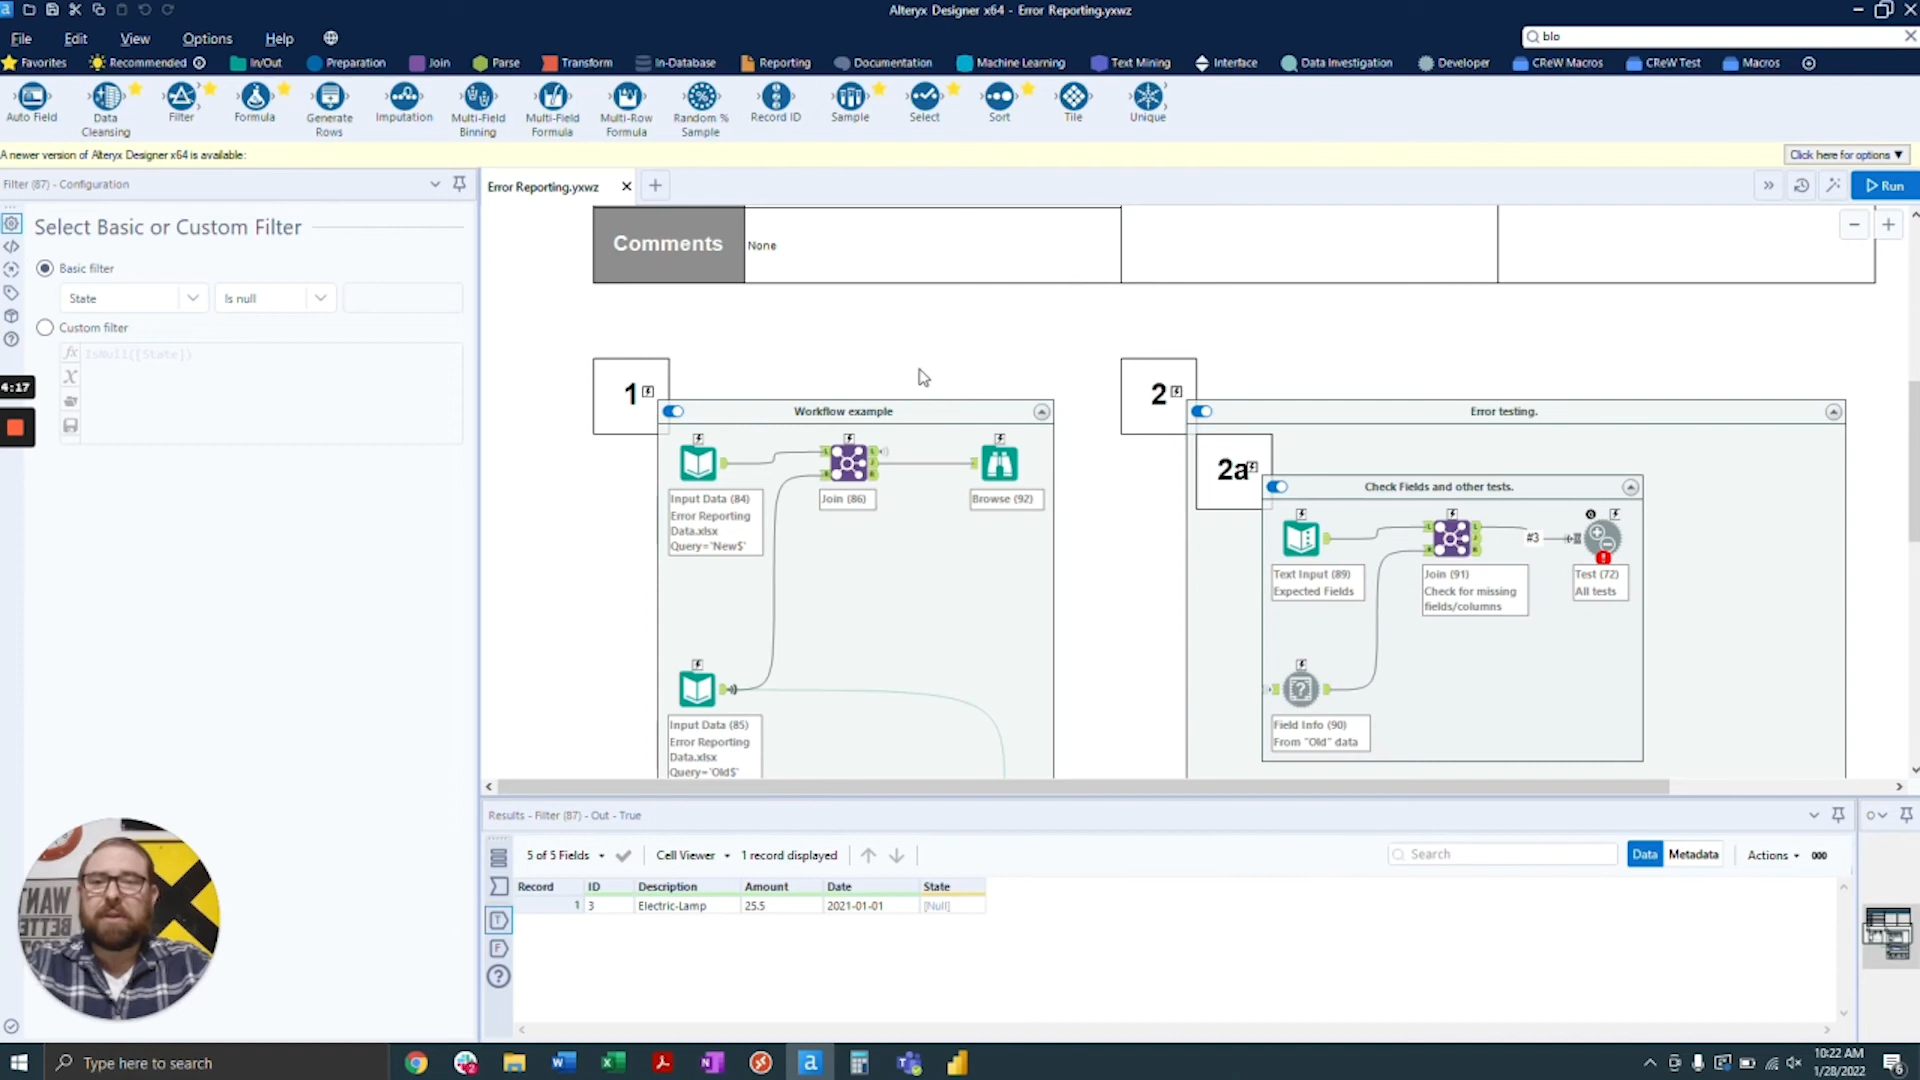 Alteryx Designer x64 - Error Reporting.yxwz
File Edit View Options Help
blo
Favorites Recommended In/Out Preparation Join Parse Transform In-Database Reporting Documentation Machine Learning Text Mining Interface Data Investigation Developer CReW Macros CReW Test Macros
Auto Field Data Cleansing Filter Formula Generate Rows Imputation Multi-Field Binning Multi-Field Formula Multi-Row Formula Random % Sample Record ID Sample Select Sort Tile Unique
A newer version of Alteryx Designer x64 is available:
Click here for options ▼
Filter (87) - Configuration
Error Reporting.yxwz
Run
Select Basic or Custom Filter
Basic filter
State
Is null
Custom filter
IsNull([State])
4:17
Comments
None
1
Workflow example
Input Data (84)
Error Reporting
Data.xlsx
Query=`New$`
Join (86)
Browse (92)
Input Data (85)
Error Reporting
Data.xlsx
Query=`Old$`
2
Error testing.
2a
Check Fields and other tests.
#3
Text Input (89)
Expected Fields
Join (91)
Check for missing
fields/columns
Test (72)
All tests
Field Info (90)
From "Old" data
Results - Filter (87) - Out - True
5 of 5 Fields Cell Viewer 1 record displayed
Search
Data Metadata Actions 000
Record ID Description Amount Date State
1 3 Electric-Lamp 25.5 2021-01-01 [Null]
WANT
BETTER
Type here to search
10:22 AM
1/28/2022
6